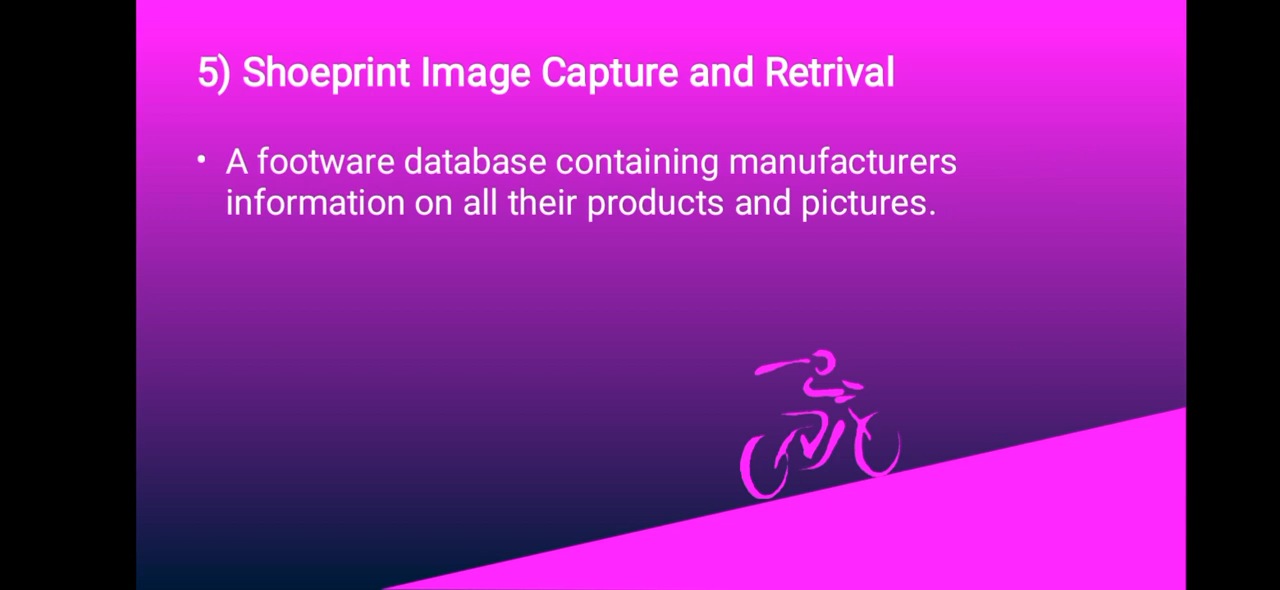 5) Shoeprint Image Capture and Retrival
• A footware database containing manufacturers
information on all their products and pictures.